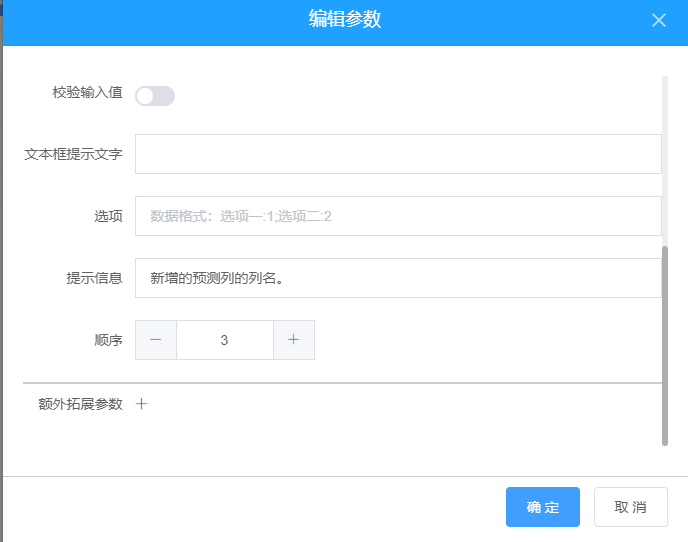 编辑参数
校验输入值
文本框提示文字
选项 数据格式：选项一:1;选项二:2
提示信息 新增的预测列的列名。
顺序 3
额外拓展参数
确 定 取 消